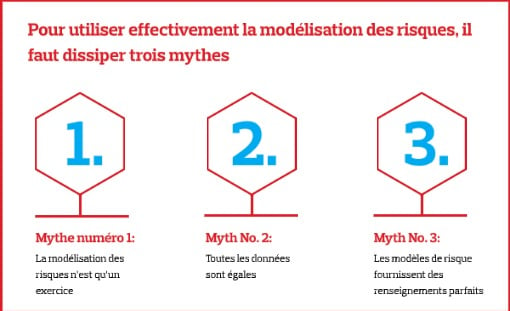 Pour utiliser effectivement la modélisation des risques, il
faut dissiper trois mythes
1.
2.
3.
Mythe numéro 1:
La modélisation des
risques n'est qu'un
exercice
Myth No. 2:
Toutes les données
sont égales
Myth No. 3:
Les modèles de risque
fournissent des
renseignements parfaits